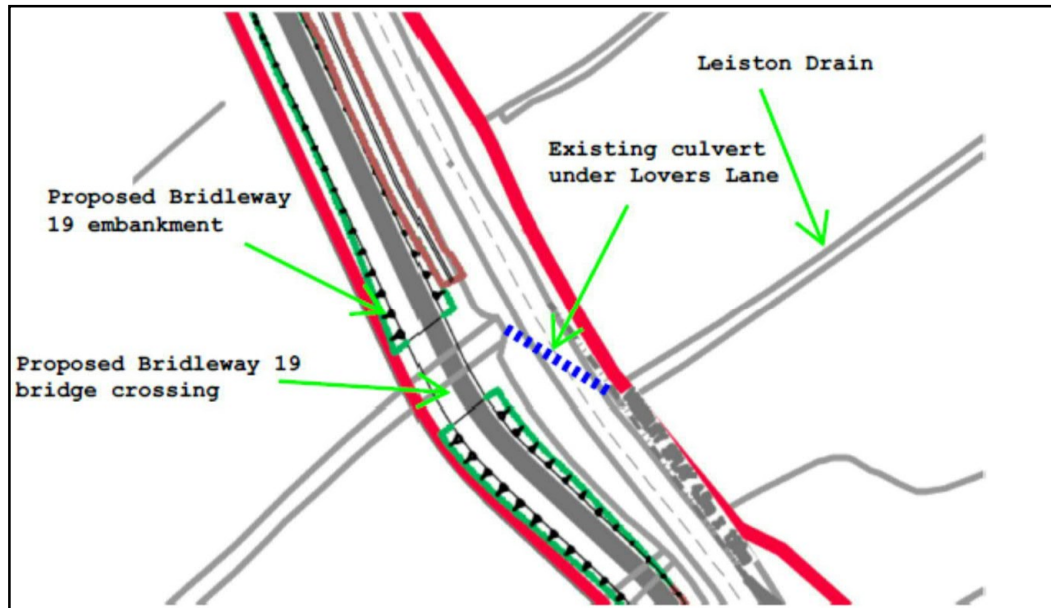 Leiston Drain
Existing culvert
under Lovers Lane
Proposed Bridleway
19 embankment
Proposed Bridleway 19
bridge crossing